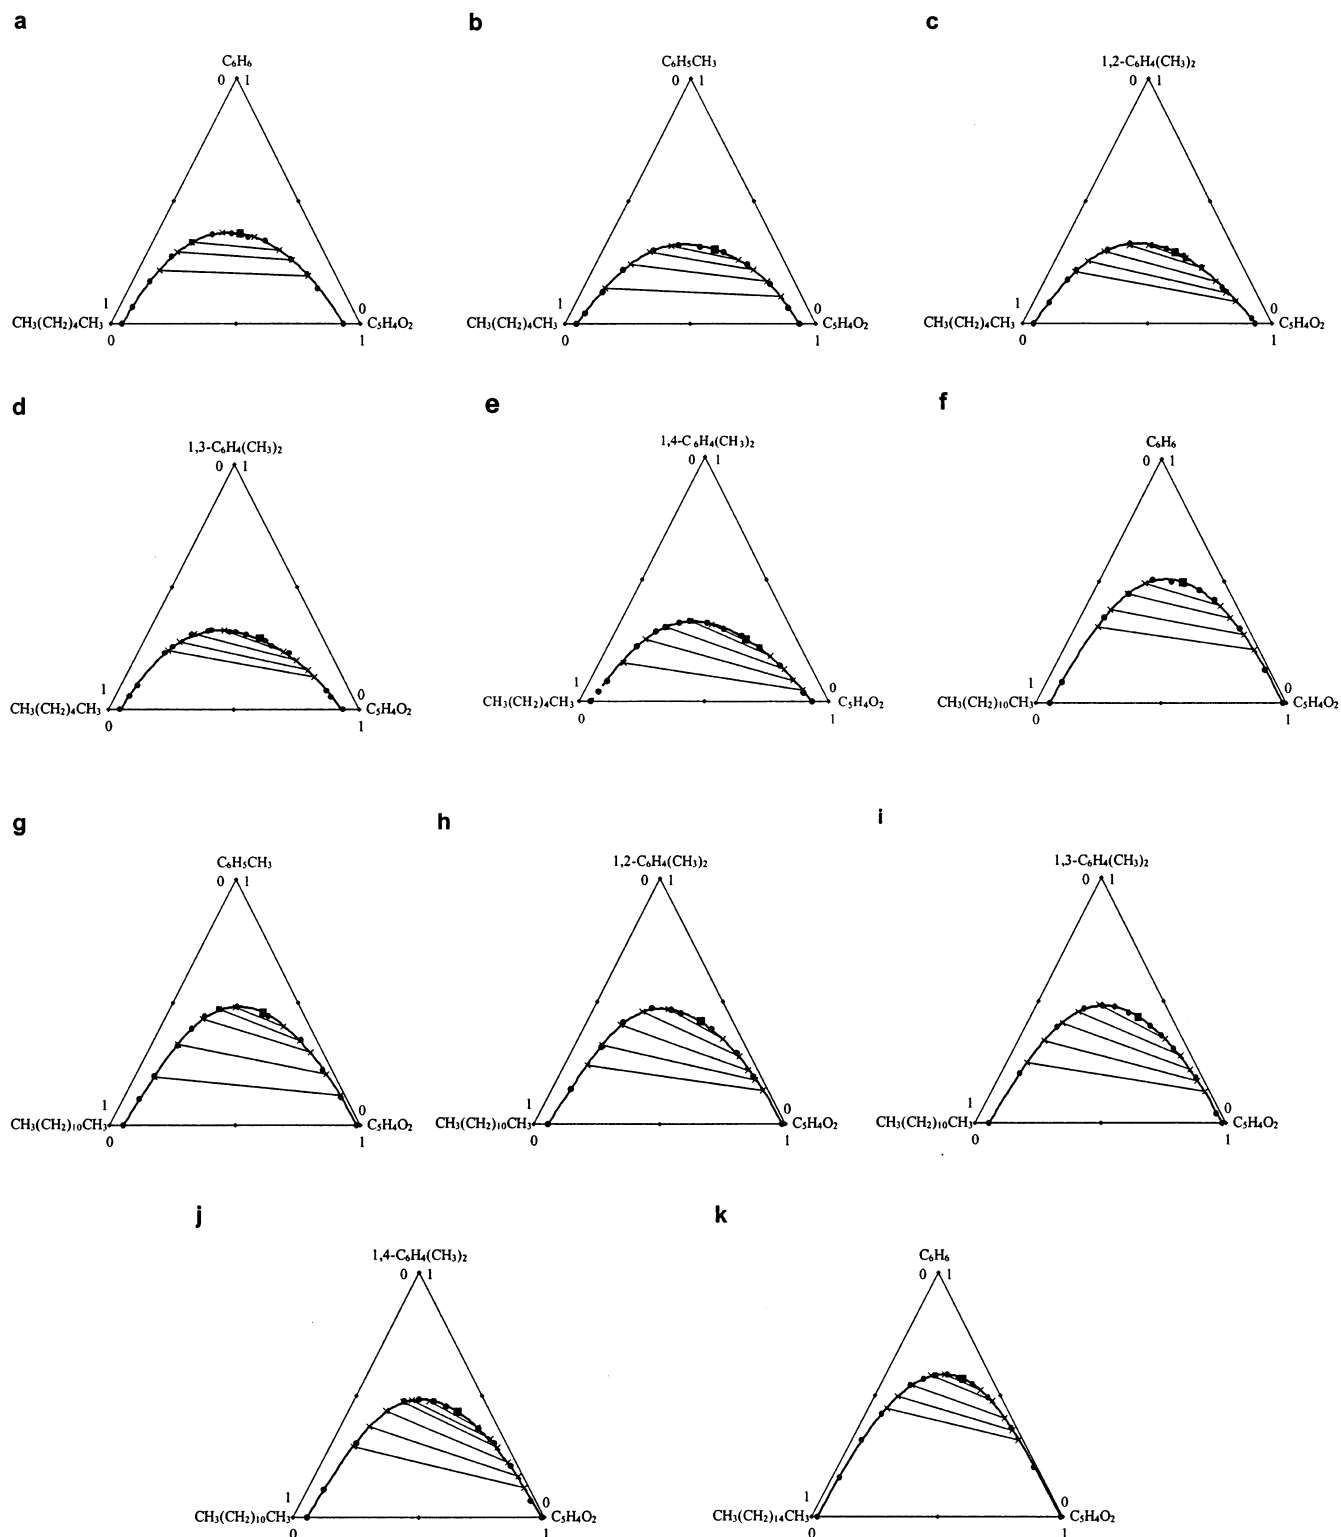 a
b
c
C₆H₆
0 1
1
0
CH₃(CH₂)₄CH₃
C₅H₄O₂
0
1
C₆H₅CH₃
0 1
1
0
CH₃(CH₂)₄CH₃
C₅H₄O₂
0
1
1,2-C₆H₄(CH₃)₂
0 1
1
0
CH₃(CH₂)₄CH₃
C₅H₄O₂
0
1
d
e
f
1,3-C₆H₄(CH₃)₂
0 1
1
0
CH₃(CH₂)₄CH₃
C₅H₄O₂
0
1
1,4-C₆H₄(CH₃)₂
0 1
1
0
CH₃(CH₂)₄CH₃
C₅H₄O₂
0
1
C₆H₆
0 1
1
0
CH₃(CH₂)₁₀CH₃
C₅H₄O₂
0
1
g
h
i
C₆H₅CH₃
0 1
1
0
CH₃(CH₂)₁₀CH₃
C₅H₄O₂
0
1
1,2-C₆H₄(CH₃)₂
0 1
1
0
CH₃(CH₂)₁₀CH₃
C₅H₄O₂
0
1
1,3-C₆H₄(CH₃)₂
0 1
1
0
CH₃(CH₂)₁₀CH₃
C₅H₄O₂
0
1
j
k
1,4-C₆H₄(CH₃)₂
0 1
1
0
CH₃(CH₂)₁₀CH₃
C₅H₄O₂
0
1
C₆H₆
0 1
1
0
CH₃(CH₂)₁₄CH₃
C₅H₄O₂
0
1